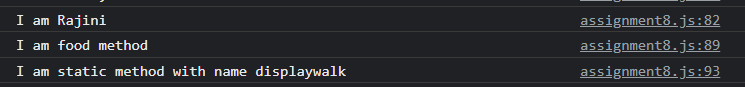 I am Rajini assignment8.js:82
I am food method assignment8.js:89
I am static method with name displaywalk assignment8.js:93